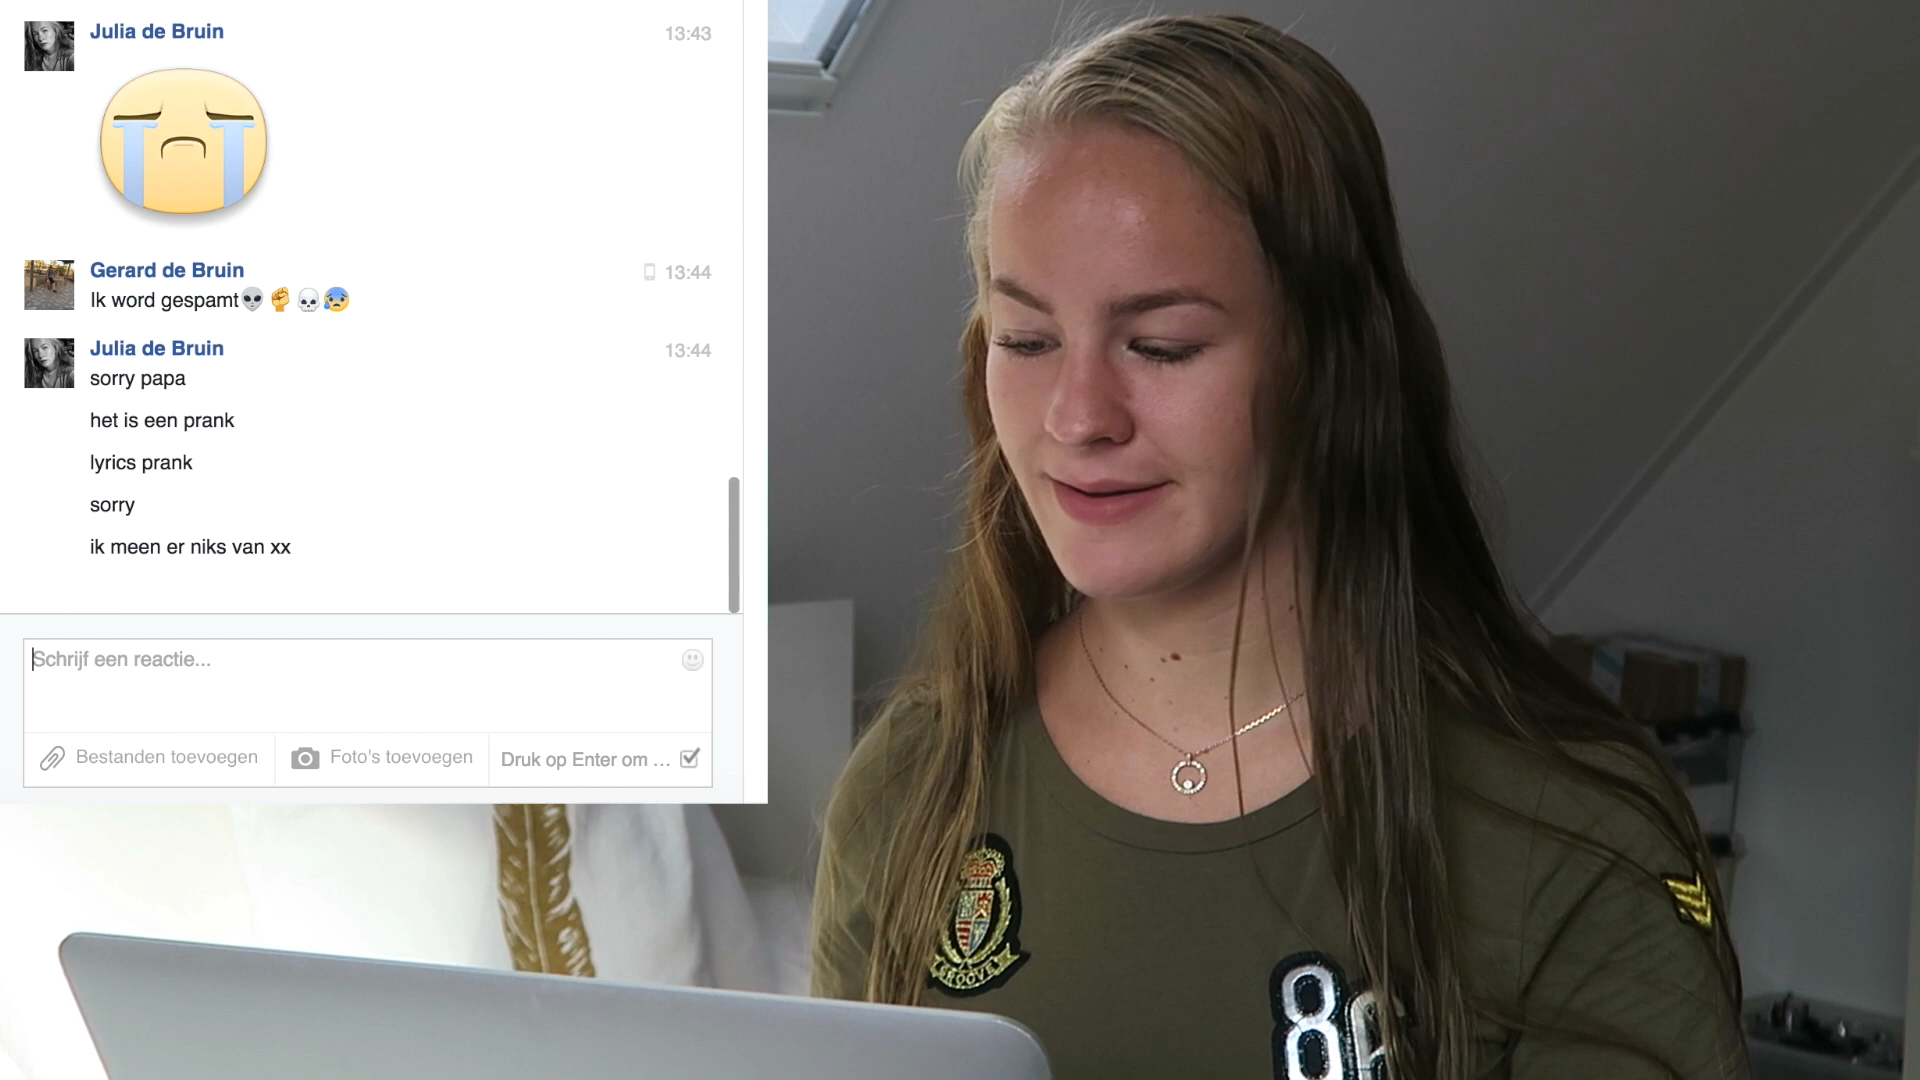 Julia de Bruin 13:43
Gerard de Bruin 13:44
Ik word gespamt👽✊💀😰
Julia de Bruin 13:44
sorry papa
het is een prank
lyrics prank
sorry
ik meen er niks van xx
Schrijf een reactie...
Bestanden toevoegen Foto's toevoegen Druk op Enter om ...
GROOVE
8